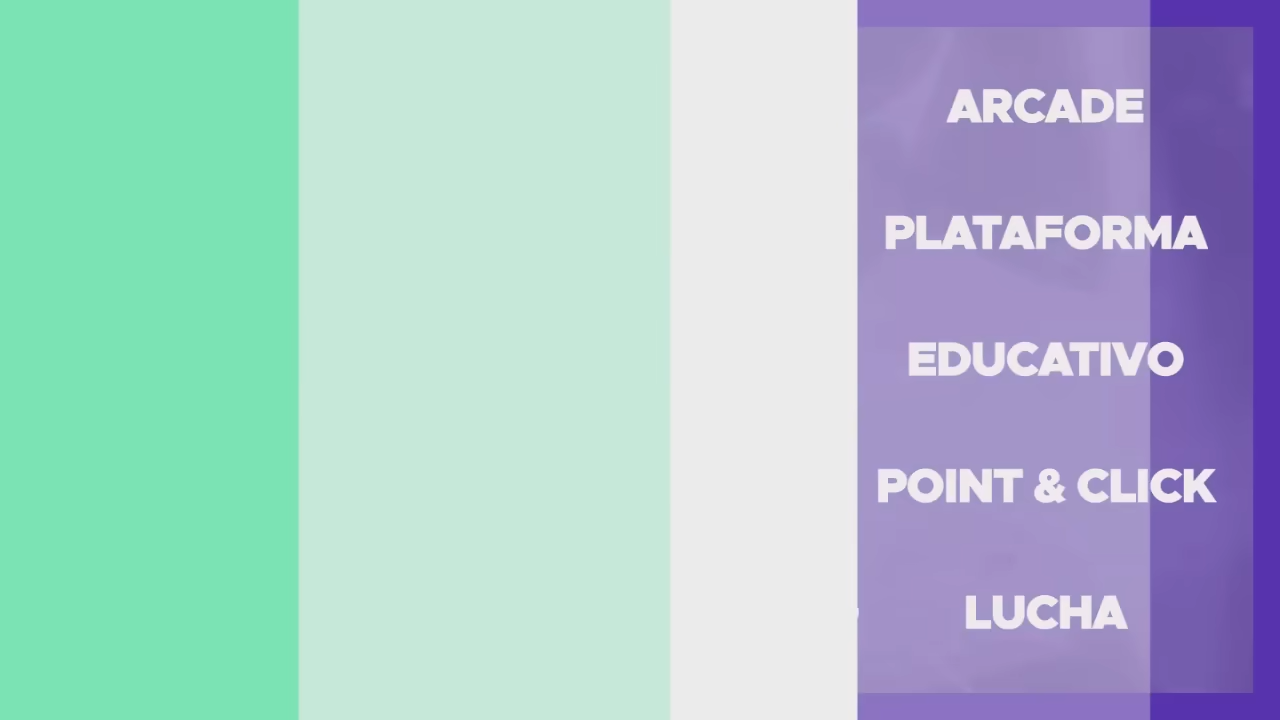 ARCADE
PLATAFORMA
EDUCATIVO
POINT & CLICK
LUCHA